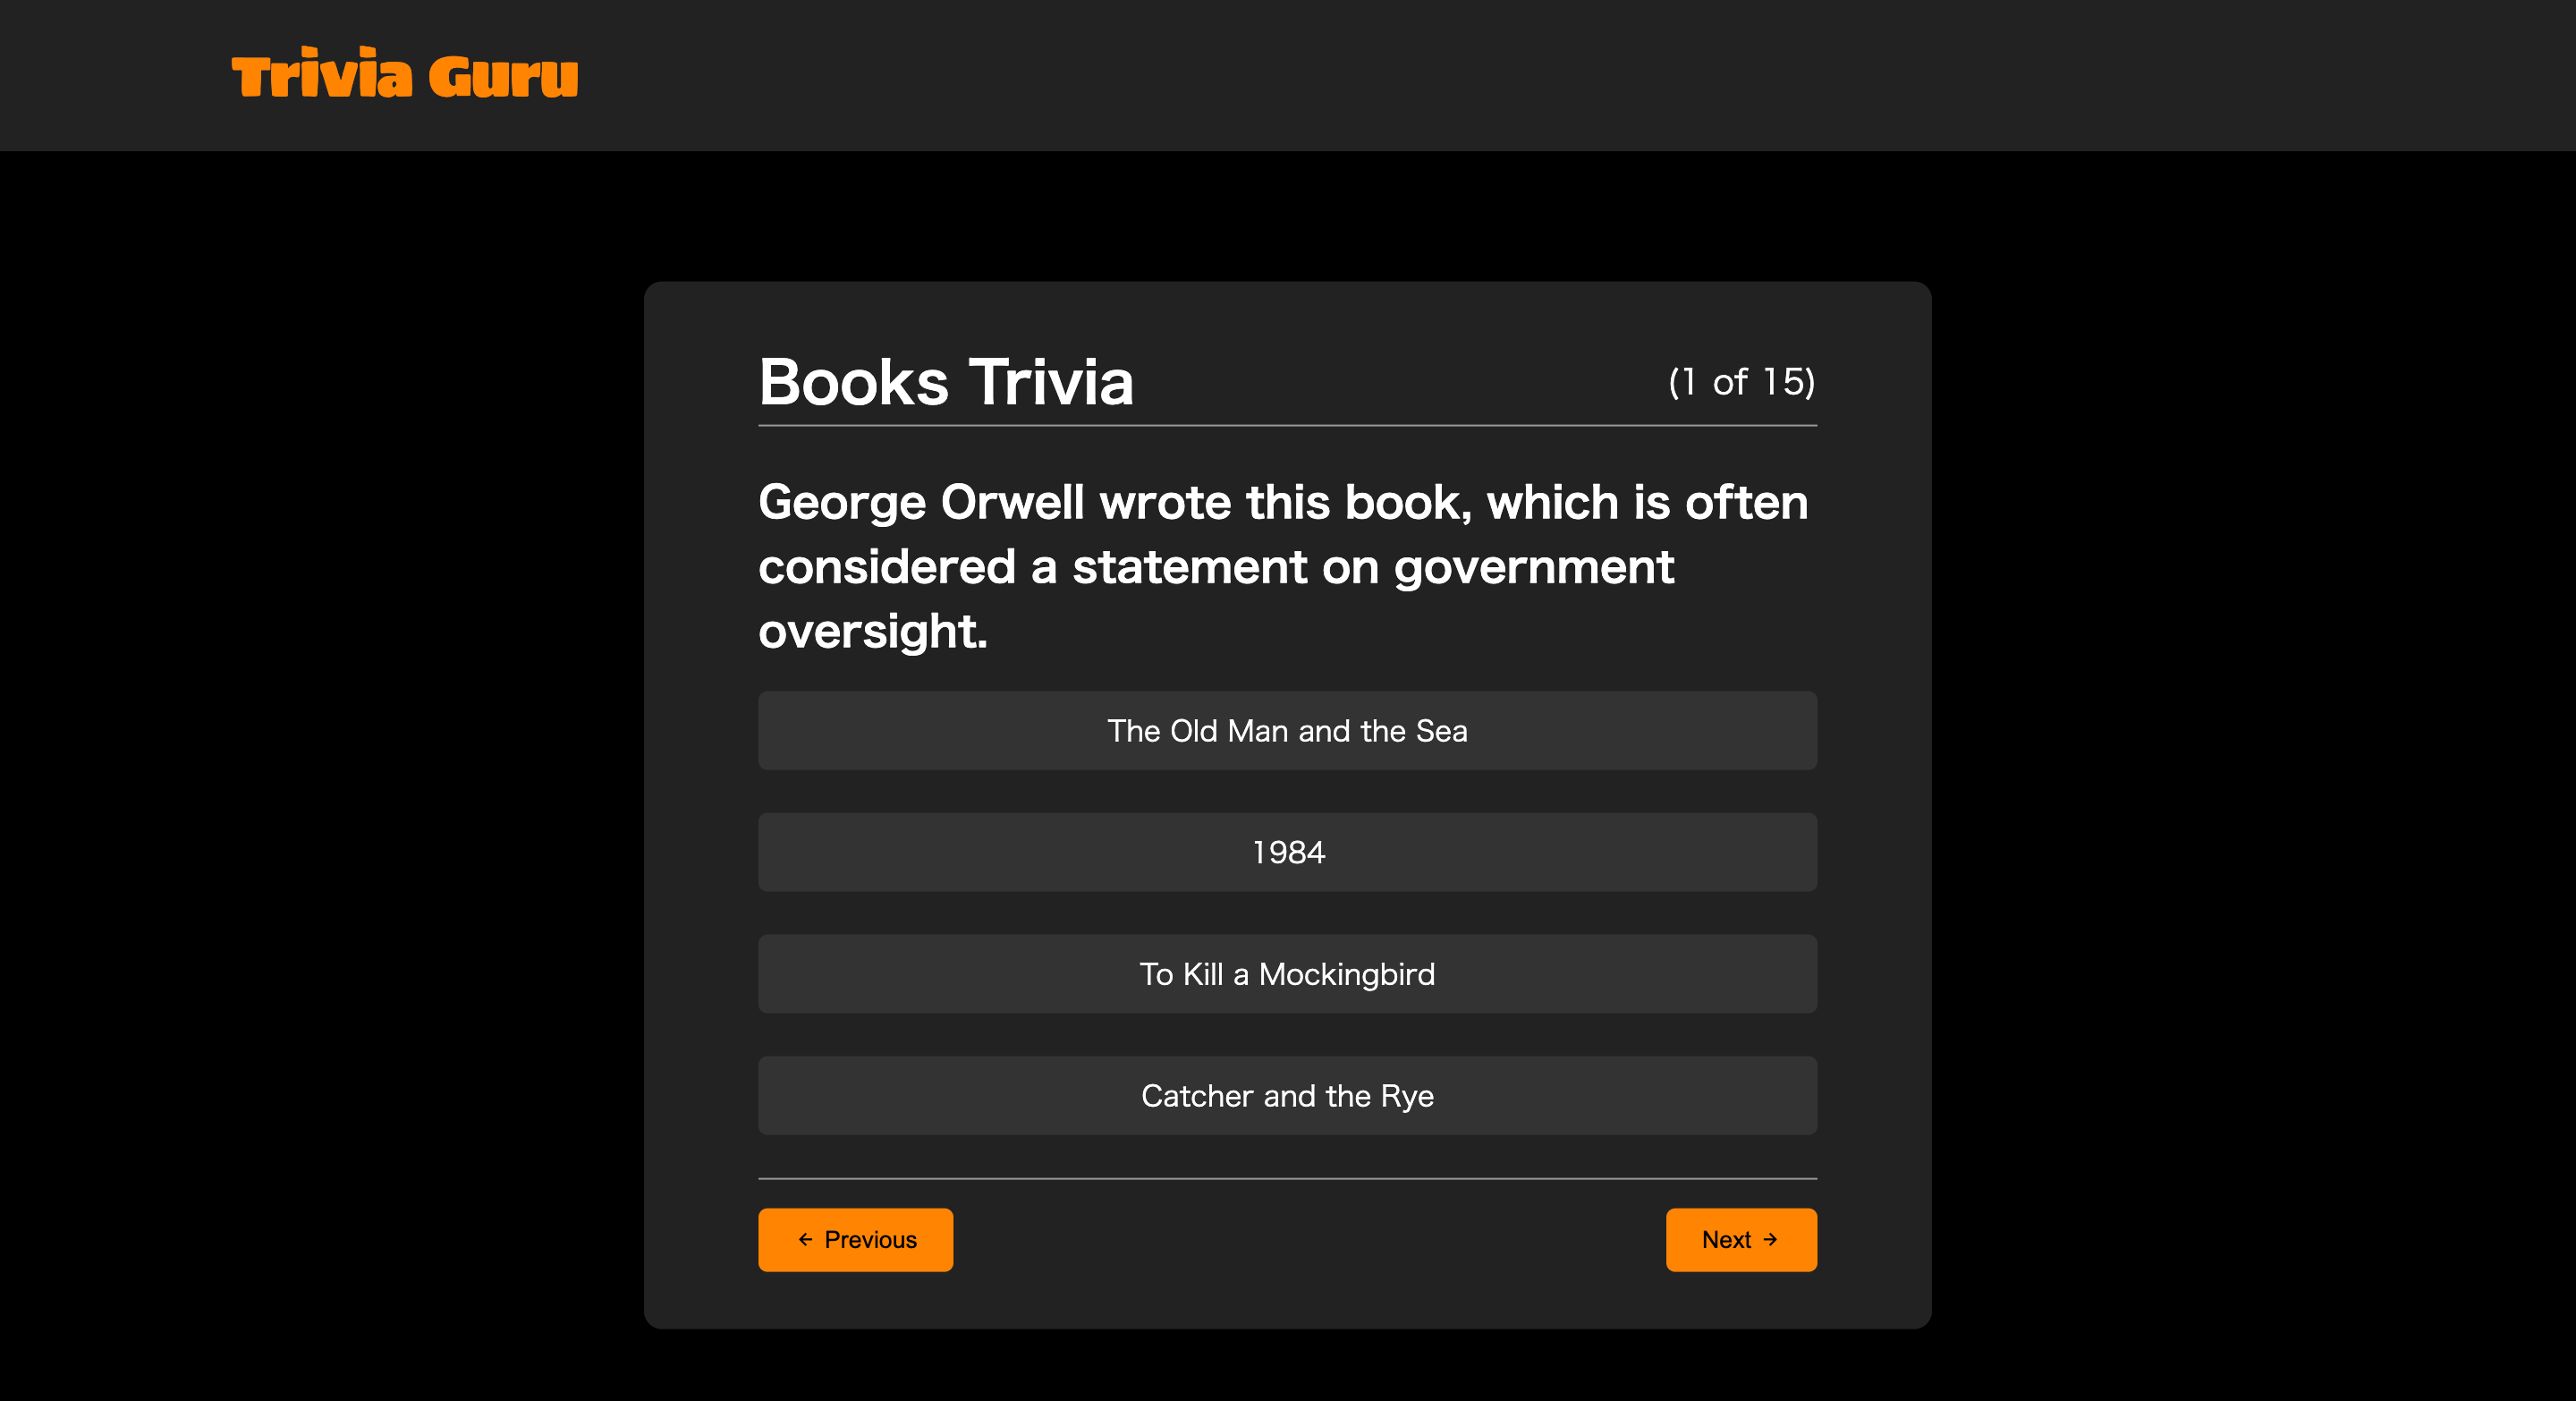 Trivia Guru
Books Trivia
(1 of 15)
George Orwell wrote this book, which is often
considered a statement on government
oversight.
The Old Man and the Sea
1984
To Kill a Mockingbird
Catcher and the Rye
← Previous
Next →